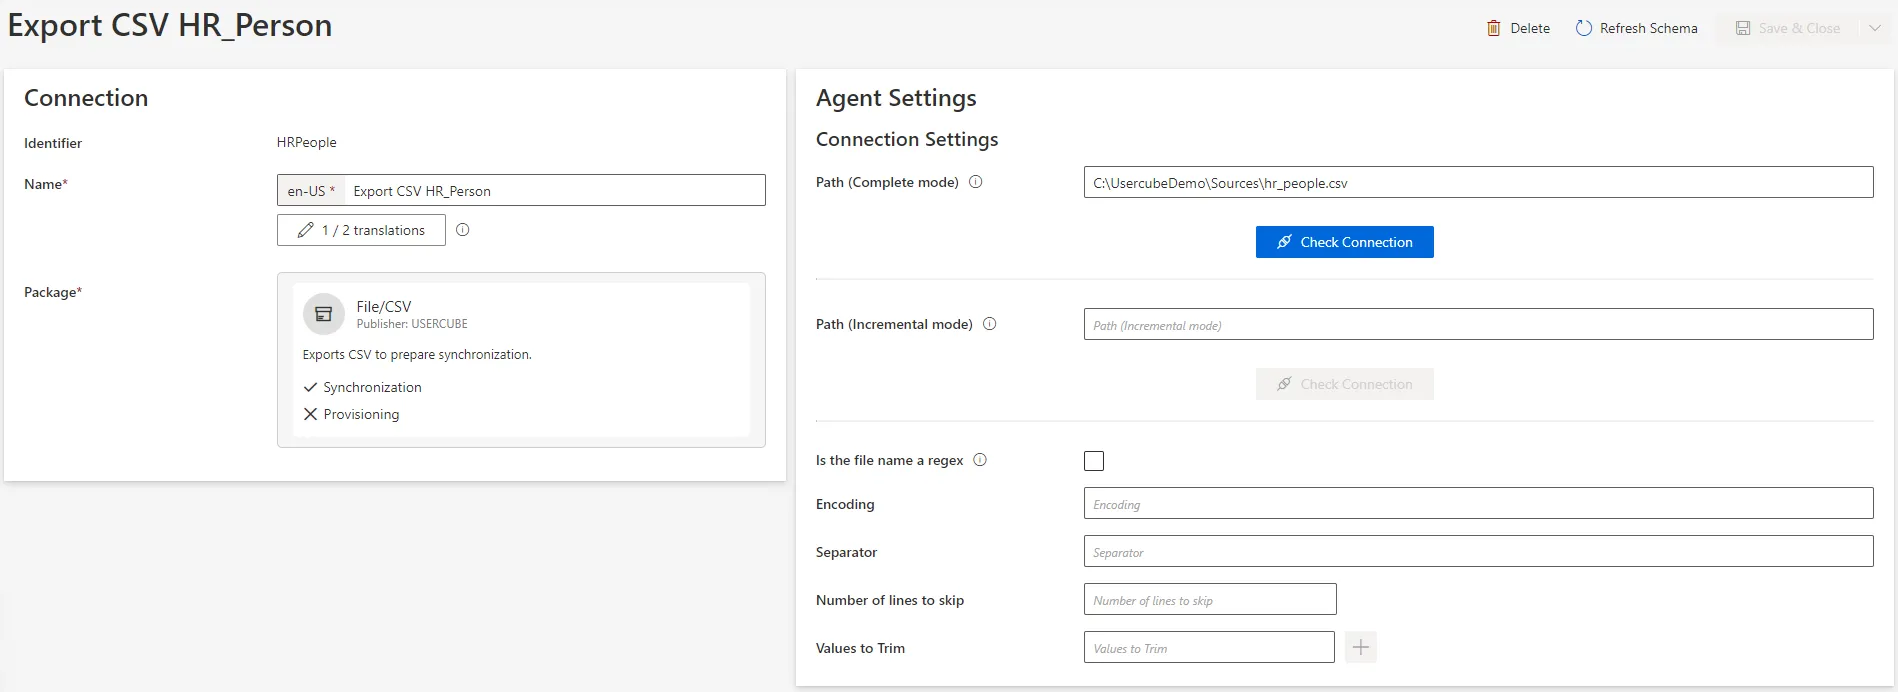 Export CSV HR_Person
Delete
Refresh Schema
Save & Close
Connection
Identifier
HRPeople
Name*
en-US *
Export CSV HR_Person
1 / 2 translations
Package*
File/CSV
Publisher: USERCUBE
Exports CSV to prepare synchronization.
Synchronization
Provisioning
Agent Settings
Connection Settings
Path (Complete mode)
C:\UsercubeDemo\Sources\hr_people.csv
Check Connection
Path (Incremental mode)
Path (Incremental mode)
Check Connection
Is the file name a regex
Encoding
Encoding
Separator
Separator
Number of lines to skip
Number of lines to skip
Values to Trim
Values to Trim